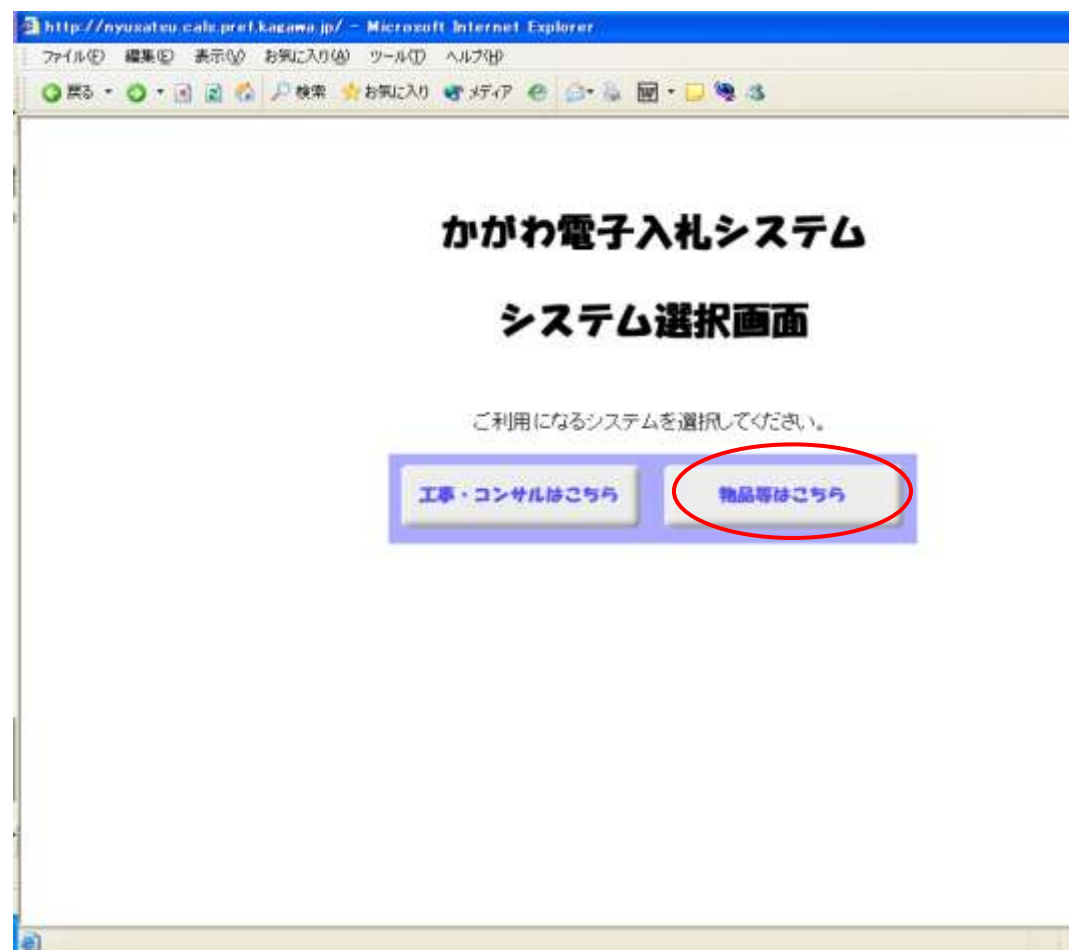 http://nyusatsu.cals.pref.kagawa.jp/ - Microsoft Internet Explorer
ファイル(F) 編集(E) 表示(V) お気に入り(A) ツール(T) ヘルプ(H)
戻る 検索 お気に入り メディア
かがわ電子入札システム
システム選択画面
ご利用になるシステムを選択してください。
工事・コンサルはこちら 物品等はこちら